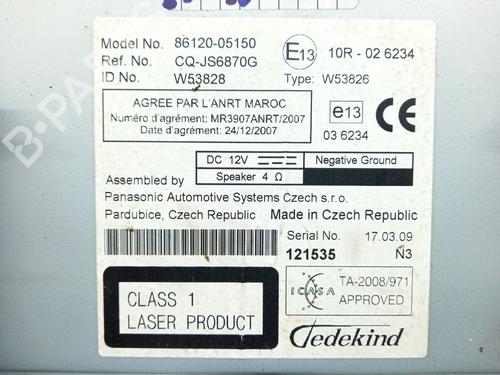 Model No. 86120-05150
Ref. No. CQ-JS6870G
ID No. W53828
E13 10R - 02 6234
Type: W53826
AGREE PAR L'ANRT MAROC
Numéro d'agrément: MR3907ANRT/2007
Date d'agrément: 24/12/2007
e13
03 6234
CE
DC 12V
Negative Ground
Speaker 4 Ω
Assembled by
Panasonic Automotive Systems Czech s.r.o.
Pardubice, Czech Republic Made in Czech Republic
Serial No. 17.03.09
121535 N3
CLASS 1
LASER PRODUCT
ICASA
TA-2008/971
APPROVED
Tedekind